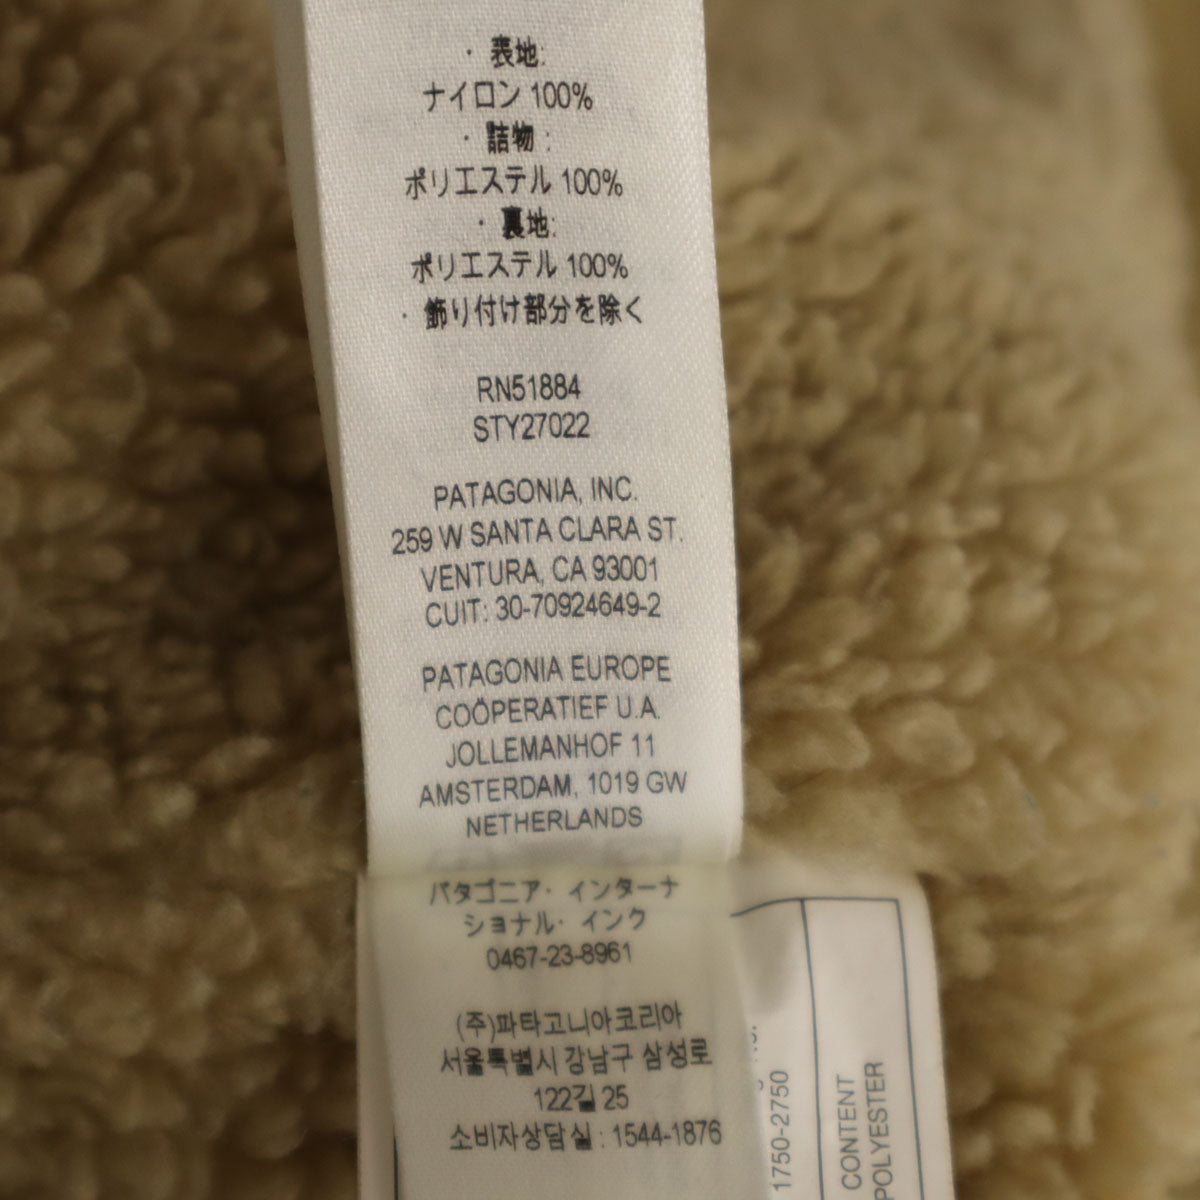 ・ 表地:
ナイロン 100%
・ 詰物 :
ポリエステル 100%
・ 裏地:
ポリエステル 100%
・ 飾り付け部分を除く
RN51884
STY27022
PATAGONIA, INC.
259 W SANTA CLARA ST.
VENTURA, CA 93001
CUIT: 30-70924649-2
PATAGONIA EUROPE
COÖPERATIEF U.A.
JOLLEMANHOF 11
AMSTERDAM, 1019 GW
NETHERLANDS
パタゴニア・インターナ
ショナル・インク
0467-23-8961
(주)파타고니아코리아
서울특별시 강남구 삼성로
122길 25
소비자상담실 : 1544-1876
1750-2750
CONTENT
POLYESTER